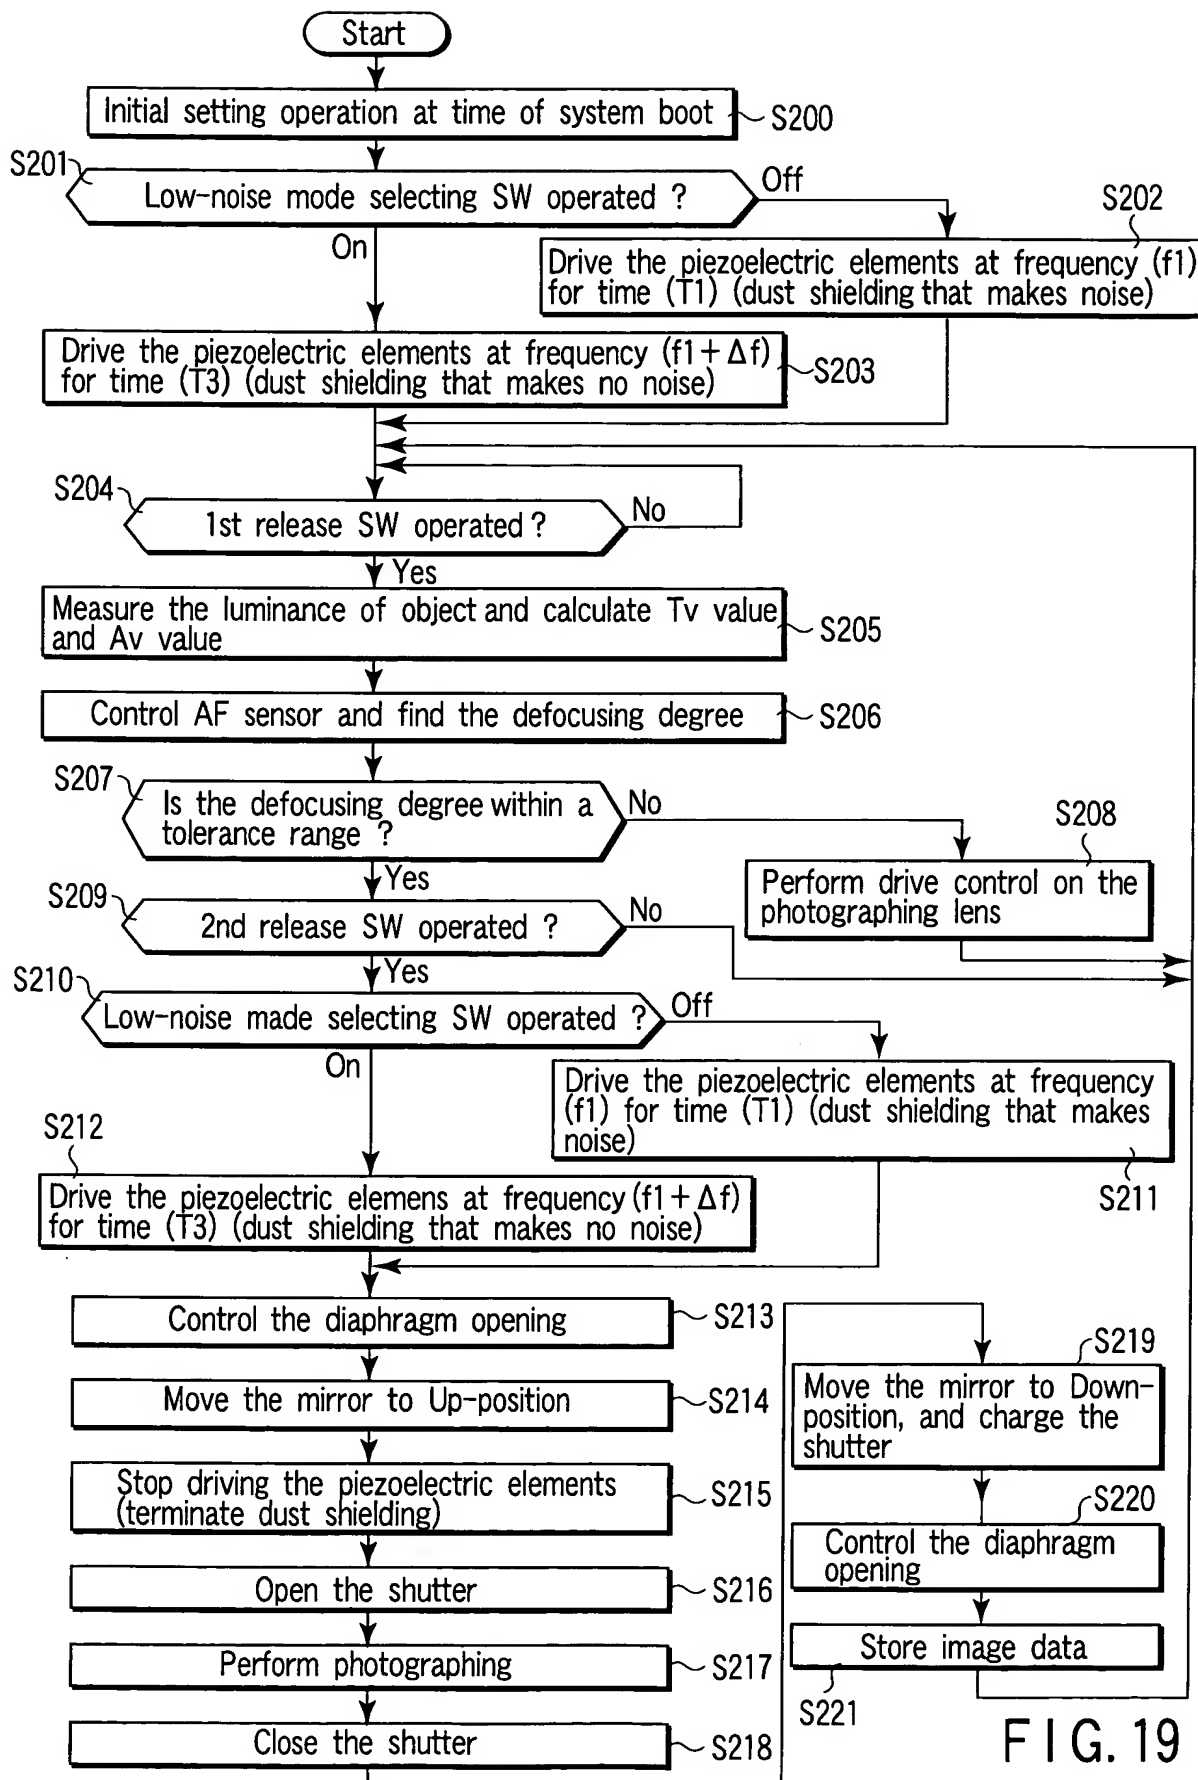 Start
Initial setting operation at time of system boot
S200
S201
Low-noise mode selecting SW operated ?
Off
On
S202
Drive the piezoelectric elements at frequency (f1)
for time (T1) (dust shielding that makes noise)
Drive the piezoelectric elements at frequency (f1+Δf)
for time (T3) (dust shielding that makes no noise)
S203
S204
1st release SW operated ?
No
Yes
Measure the luminance of object and calculate Tv value
and Av value
S205
Control AF sensor and find the defocusing degree
S206
S207
Is the defocusing degree within a
tolerance range ?
No
Yes
S208
Perform drive control on the
photographing lens
S209
2nd release SW operated ?
No
Yes
S210
Low-noise made selecting SW operated ?
Off
On
Drive the piezoelectric elements at frequency
(f1) for time (T1) (dust shielding that makes
noise)
S211
S212
Drive the piezoelectric elemens at frequency (f1+Δf)
for time (T3) (dust shielding that makes no noise)
Control the diaphragm opening
S213
Move the mirror to Up-position
S214
Stop driving the piezoelectric elements
(terminate dust shielding)
S215
Open the shutter
S216
Perform photographing
S217
Close the shutter
S218
S219
Move the mirror to Down-
position, and charge the
shutter
S220
Control the diaphragm
opening
Store image data
S221
FIG. 19